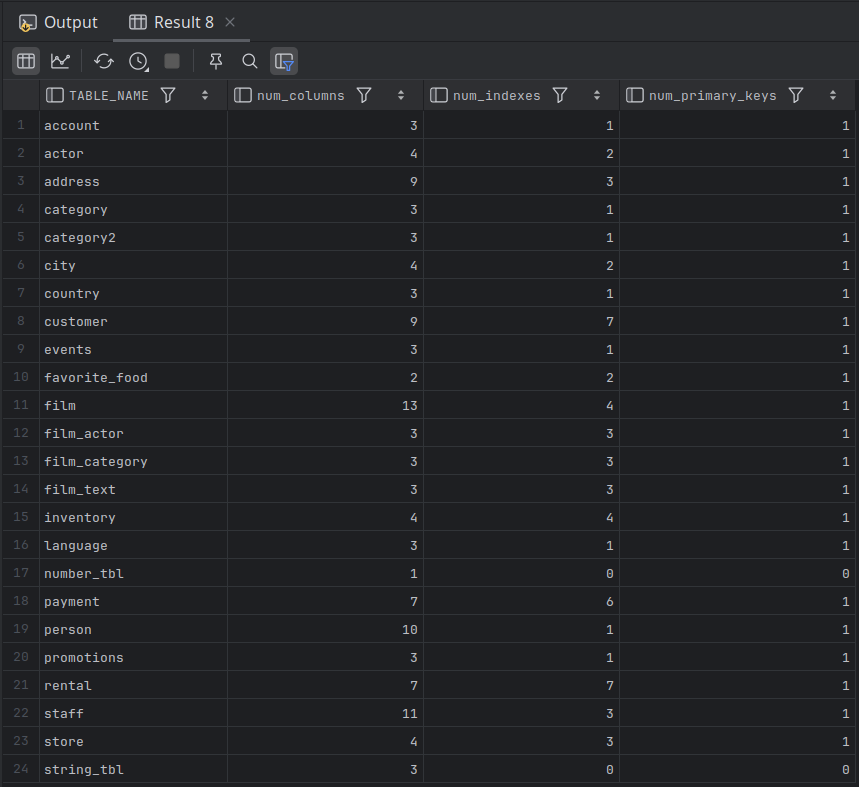 Output Result 8
TABLE_NAME num_columns num_indexes num_primary_keys
1 account 3 1 1
2 actor 4 2 1
3 address 9 3 1
4 category 3 1 1
5 category2 3 1 1
6 city 4 2 1
7 country 3 1 1
8 customer 9 7 1
9 events 3 1 1
10 favorite_food 2 2 1
11 film 13 4 1
12 film_actor 3 3 1
13 film_category 3 3 1
14 film_text 3 3 1
15 inventory 4 4 1
16 language 3 1 1
17 number_tbl 1 0 0
18 payment 7 6 1
19 person 10 1 1
20 promotions 3 1 1
21 rental 7 7 1
22 staff 11 3 1
23 store 4 3 1
24 string_tbl 3 0 0